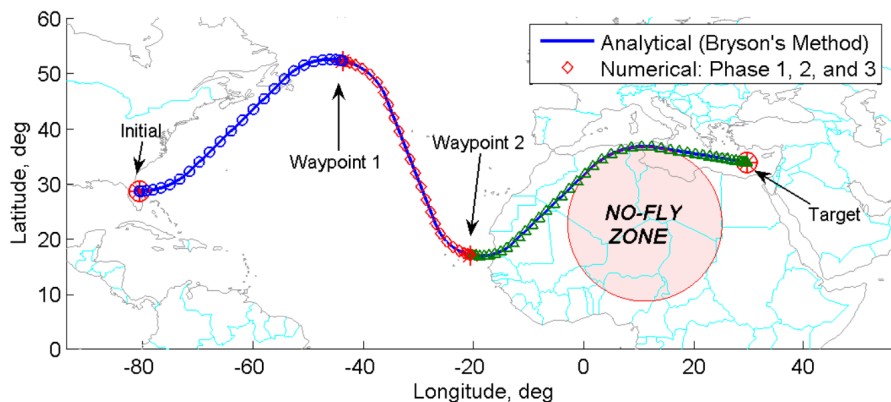 60
50
40
30
20
10
0
Latitude, deg
Analytical (Bryson's Method)
Numerical: Phase 1, 2, and 3
Initial
Waypoint 1
Waypoint 2
NO-FLY
ZONE
Target
-80
-60
-40
-20
0
20
40
Longitude, deg